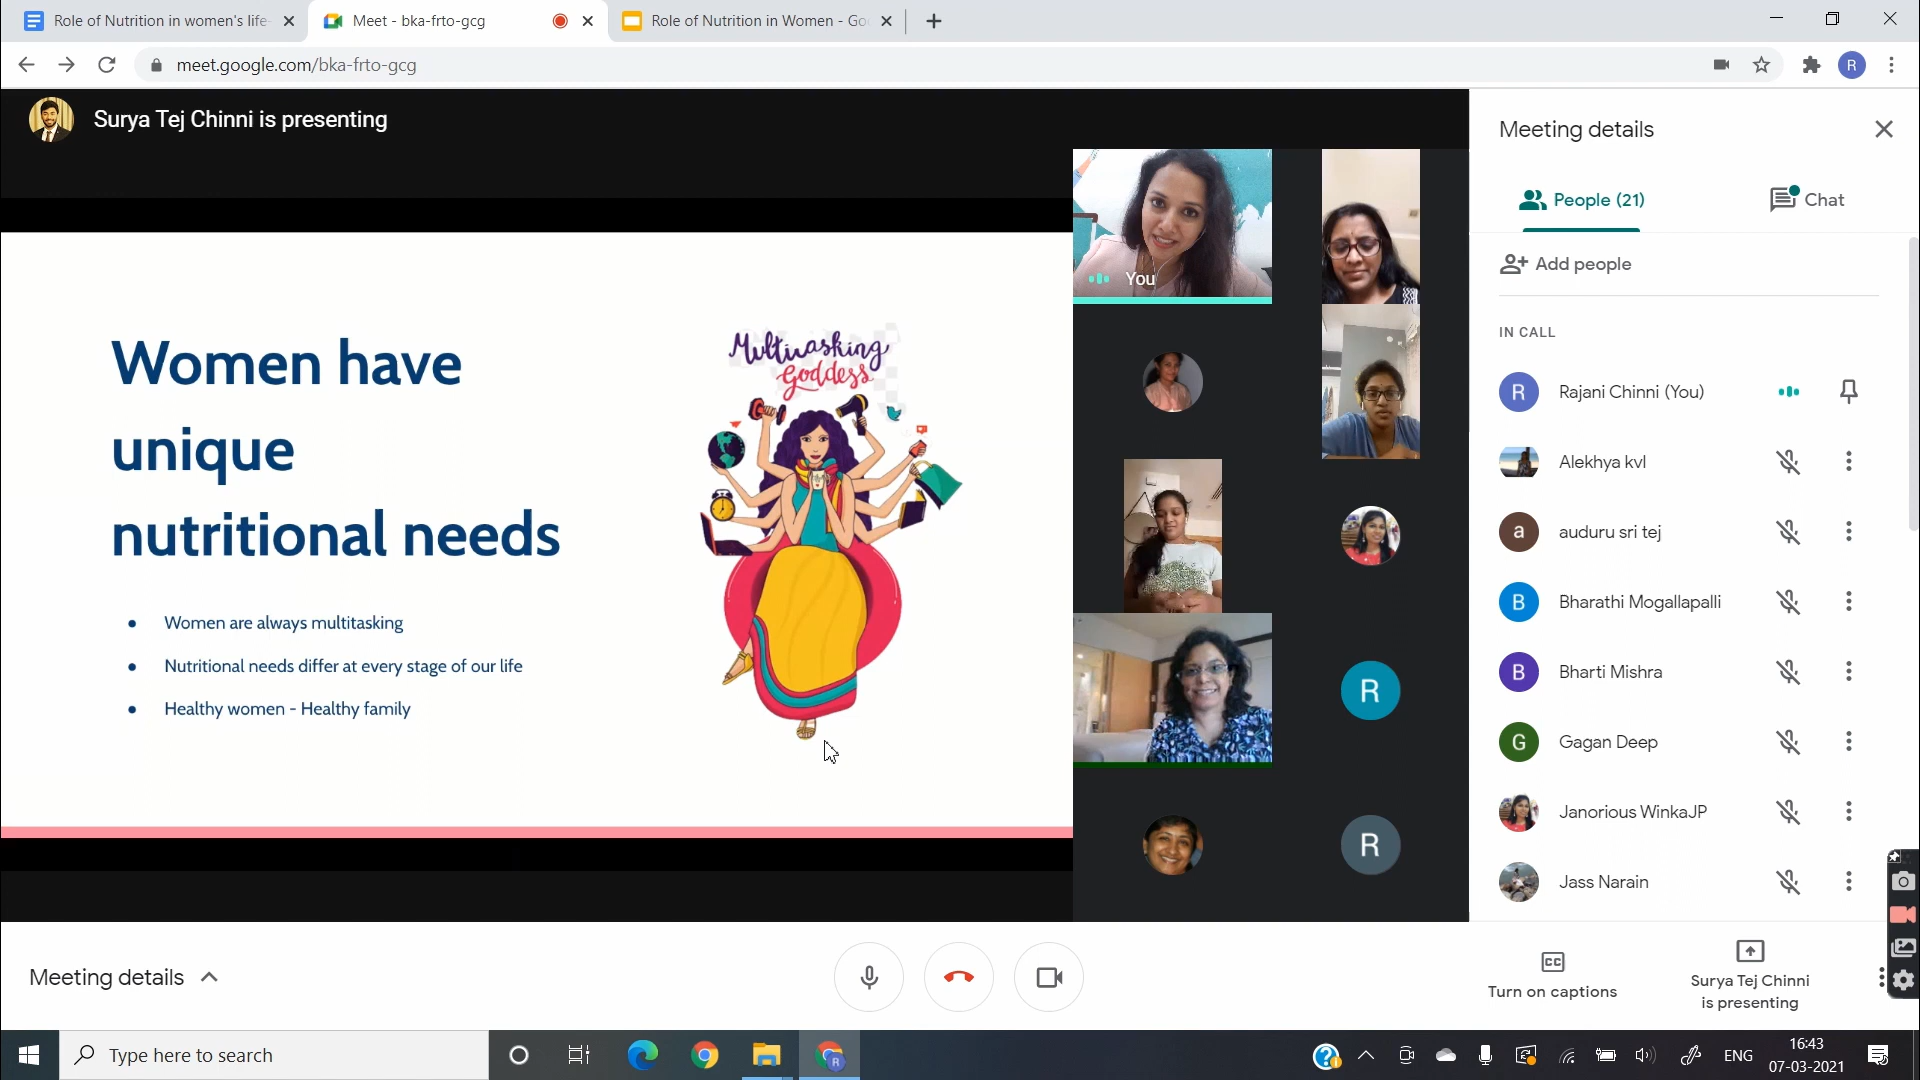 Role of Nutrition in women's life-
Meet - bka-frto-gcg
Role of Nutrition in Women - Goo
meet.google.com/bka-frto-gcg
R
Surya Tej Chinni is presenting
Women have
unique
nutritional needs
Women are always multitasking
Nutritional needs differ at every stage of our life
Healthy women - Healthy family
Multitasking
Goddess
You
R
R
Meeting details
People (21)
Chat
Add people
IN CALL
R
Rajani Chinni (You)
Alekhya kvl
a
auduru sri tej
B
Bharathi Mogallapalli
B
Bharti Mishra
G
Gagan Deep
Janorious WinkaJP
Jass Narain
Meeting details
CC
Turn on captions
Surya Tej Chinni
is presenting
Type here to search
R
ENG
16:43
07-03-2021